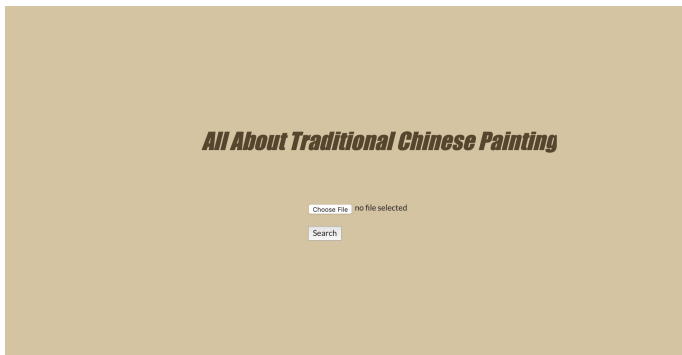 All About Traditional Chinese Painting
Choose File no file selected
Search